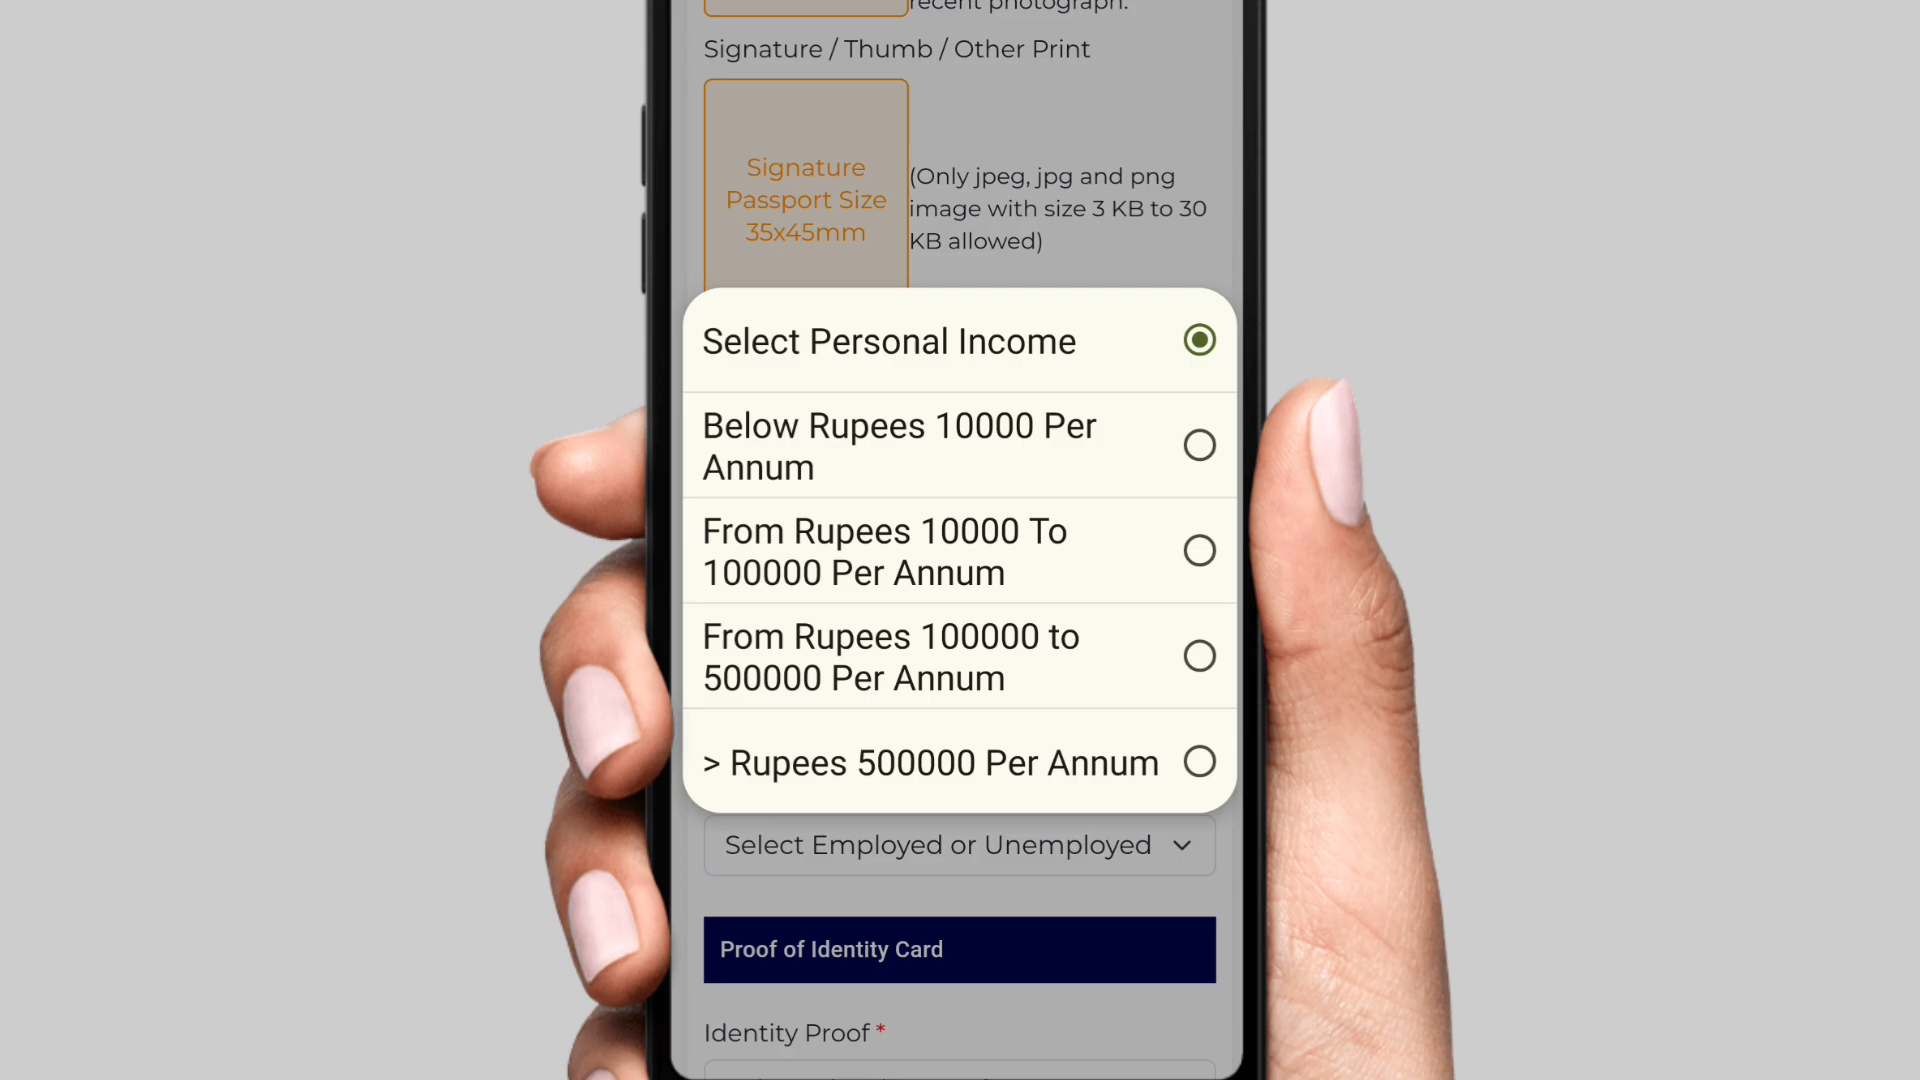 recent photograph.
Signature / Thumb / Other Print
Signature
Passport Size
35x45mm
(Only jpeg, jpg and png
image with size 3 KB to 30
KB allowed)
Select Personal Income
Below Rupees 10000 Per
Annum
From Rupees 10000 To
100000 Per Annum
From Rupees 100000 to
500000 Per Annum
> Rupees 500000 Per Annum
Select Employed or Unemployed
Proof of Identity Card
Identity Proof *